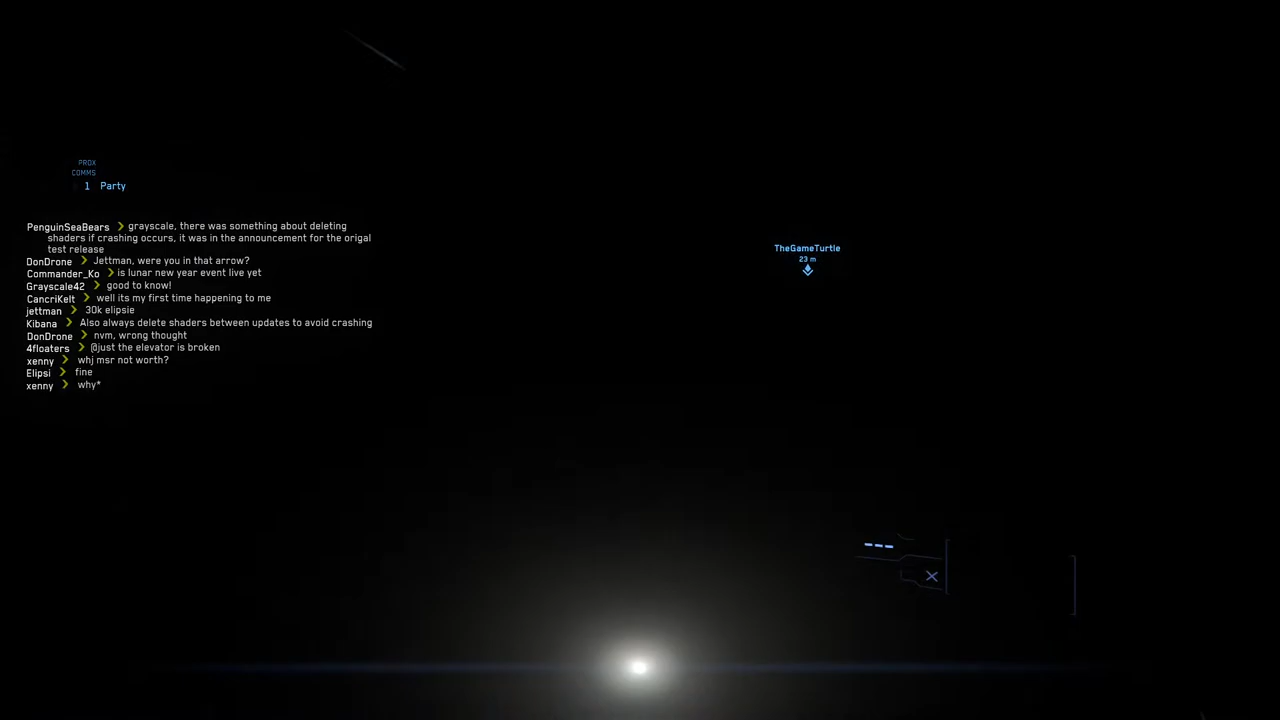 PROX
COMMS
1 Party
PenguinSeaBears > grayscale, there was something about deleting
shaders if crashing occurs, it was in the announcement for the origal
test release
DonDrone > Jettman, were you in that arrow?
Commander_Ko > is lunar new year event live yet
Grayscale42 > good to know!
CancriKelt > well its my first time happening to me
jettman > 30k elipsie
Kibana > Also always delete shaders between updates to avoid crashing
DonDrone > nvm, wrong thought
4floaters > @just the elevator is broken
xenny > whj msr not worth?
Elipsi > fine
xenny > why*
TheGameTurtle
23 m